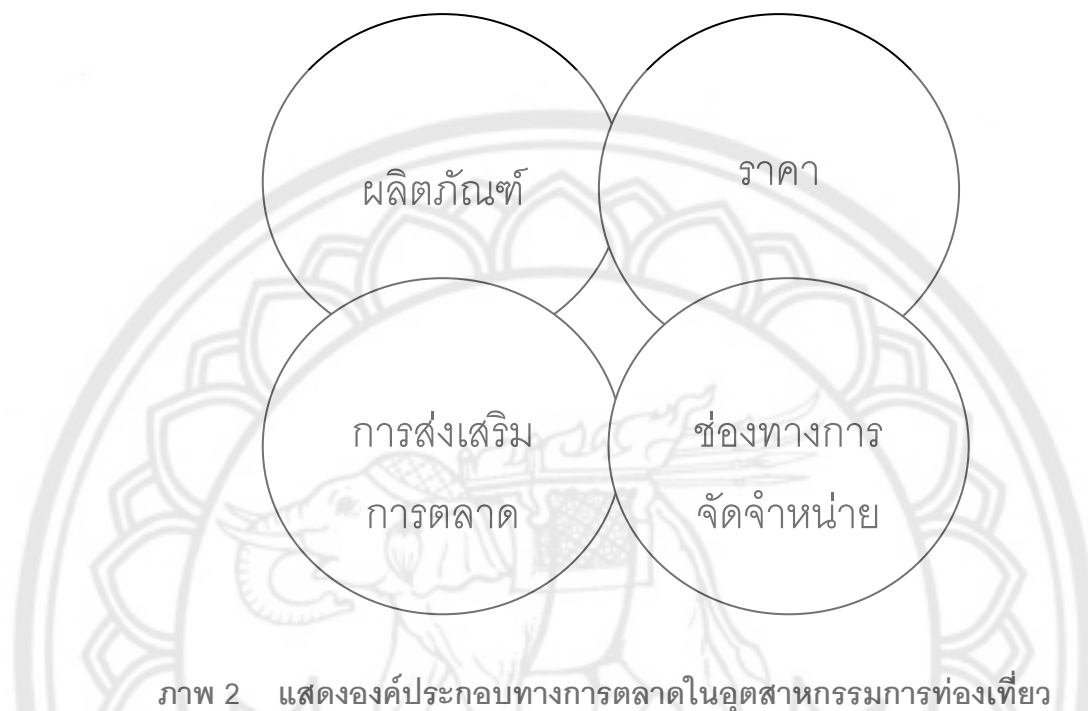 ผลิตภัณฑ์
ราคา
การส่งเสริม
การตลาด
ช่องทางการ
จัดจำหน่าย
ภาพ 2 แสดงองค์ประกอบทางการตลาดในอุตสาหกรรมการท่องเที่ยว